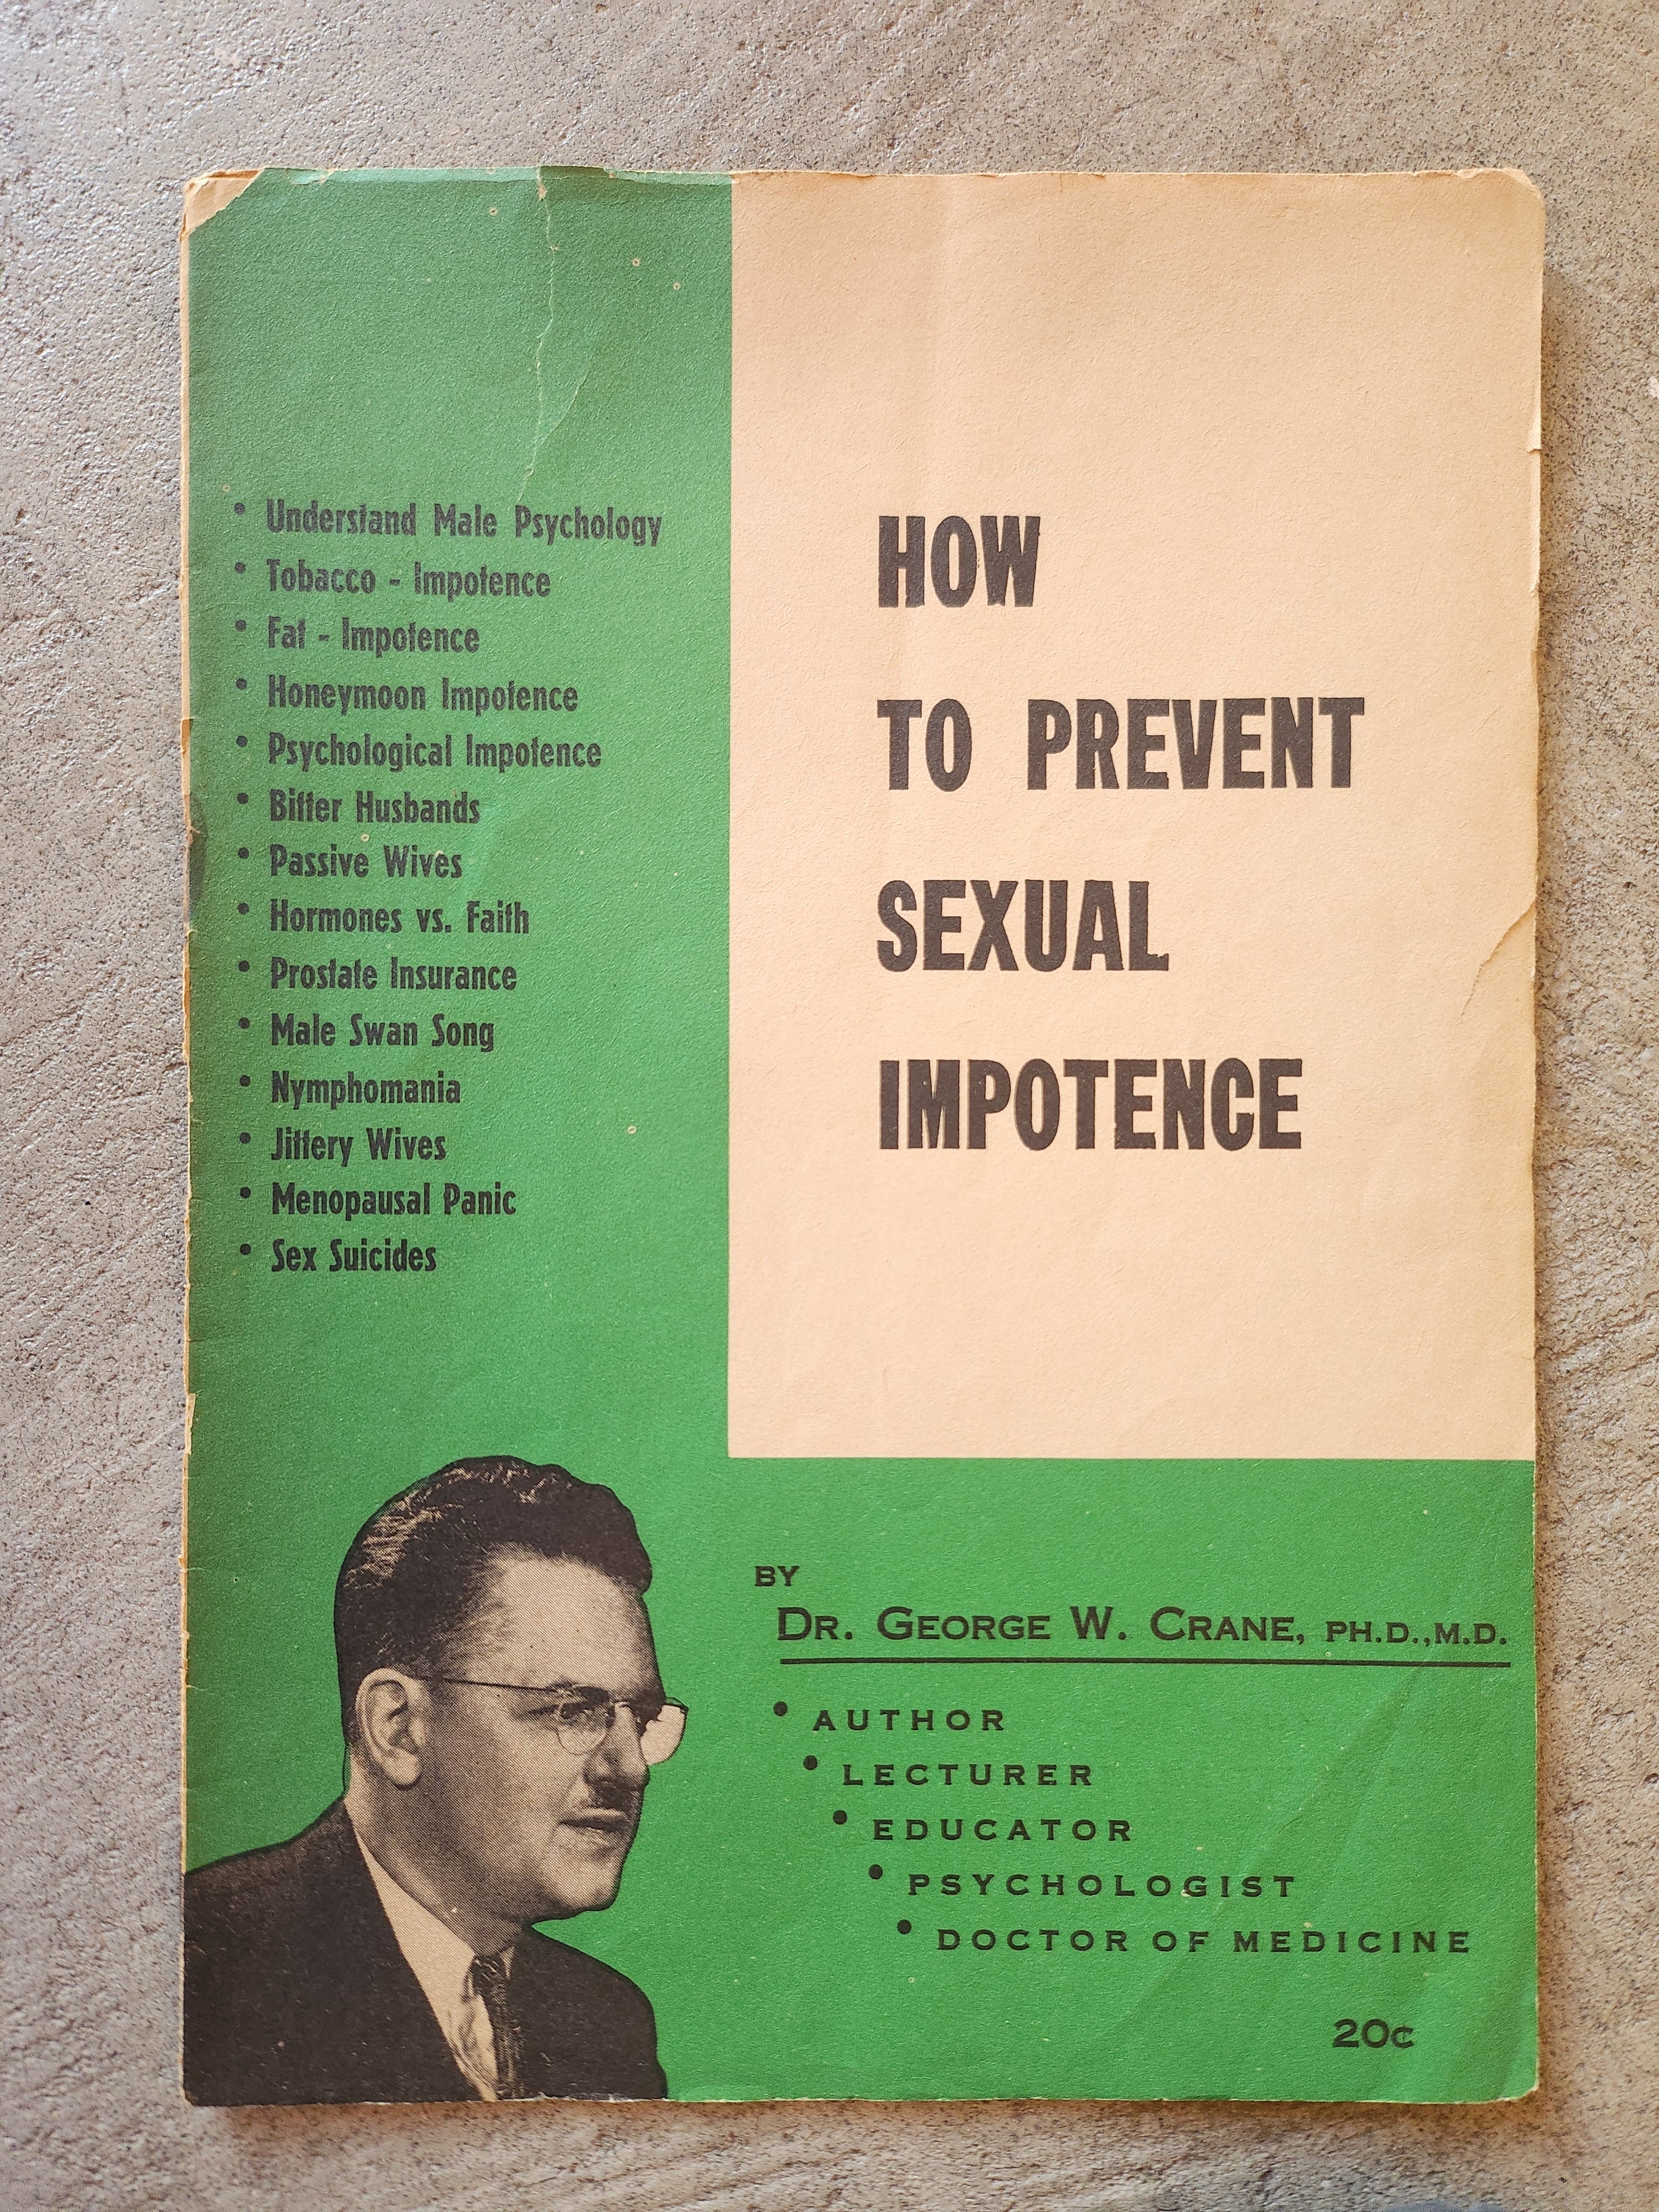 • Understand Male Psychology
• Tobacco - Impotence
• Fat - Impotence
• Honeymoon Impotence
• Psychological Impotence
• Bitter Husbands
• Passive Wives
• Hormones vs. Faith
• Prostate Insurance
• Male Swan Song
• Nymphomania
• Jittery Wives
• Menopausal Panic
• Sex Suicides
HOW
TO PREVENT
SEXUAL
IMPOTENCE
BY
DR. GEORGE W. CRANE, PH.D.,M.D.
• AUTHOR
• LECTURER
• EDUCATOR
• PSYCHOLOGIST
• DOCTOR OF MEDICINE
20c